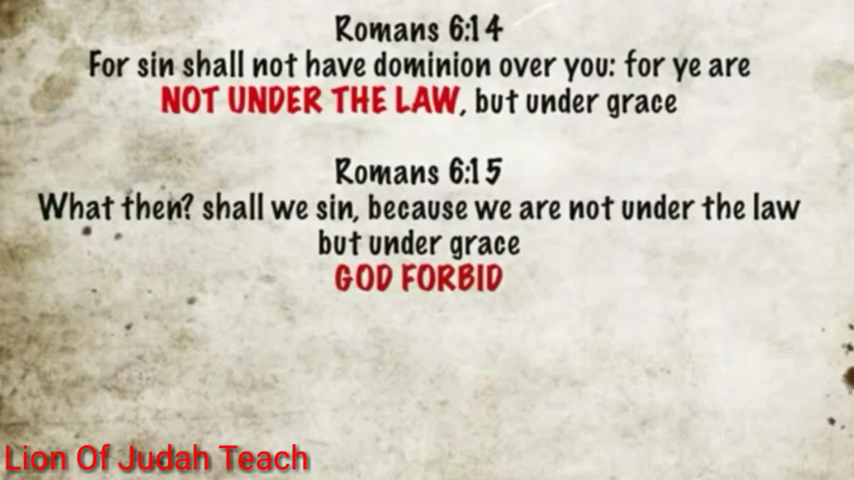 Romans 6:14
For sin shall not have dominion over you: for ye are
NOT UNDER THE LAW, but under grace
Romans 6:15
What then? shall we sin, because we are not under the law
but under grace
GOD FORBID
Lion Of Judah Teach